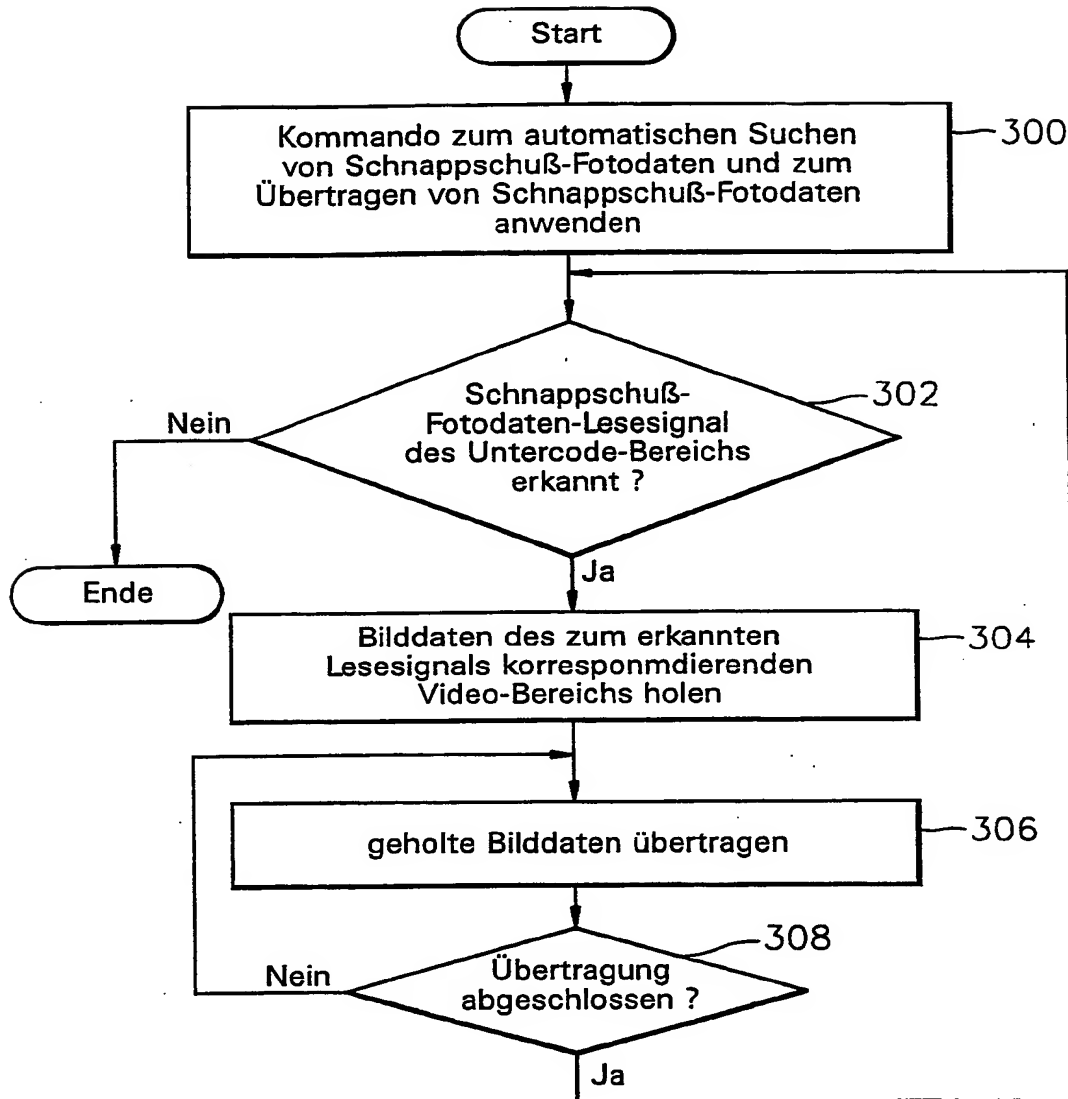 Start
Kommando zum automatischen Suchen
von Schnappschuß-Fotodaten und zum
Übertragen von Schnappschuß-Fotodaten
anwenden
300
Schnappschuß-
Fotodaten-Lesesignal
des Untercode-Bereichs
erkannt ?
302
Nein
Ende
Ja
Bilddaten des zum erkannten
Lesesignals korresponmdierenden
Video-Bereichs holen
304
geholte Bilddaten übertragen
306
Übertragung
abgeschlossen ?
308
Nein
Ja